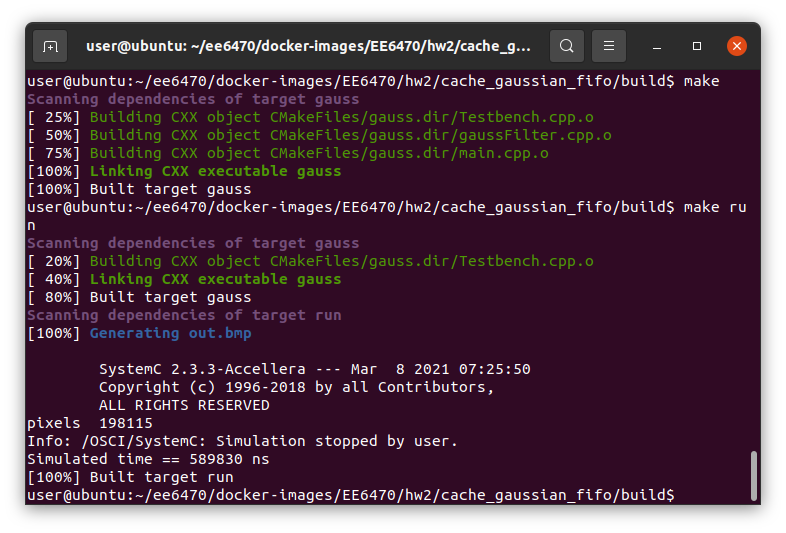 user@ubuntu: ~/ee6470/docker-images/EE6470/hw2/cache_g...
user@ubuntu:~/ee6470/docker-images/EE6470/hw2/cache_gaussian_fifo/build$ make
Scanning dependencies of target gauss
[ 25%] Building CXX object CMakeFiles/gauss.dir/Testbench.cpp.o
[ 50%] Building CXX object CMakeFiles/gauss.dir/gaussFilter.cpp.o
[ 75%] Building CXX object CMakeFiles/gauss.dir/main.cpp.o
[100%] Linking CXX executable gauss
[100%] Built target gauss
user@ubuntu:~/ee6470/docker-images/EE6470/hw2/cache_gaussian_fifo/build$ make ru
n
Scanning dependencies of target gauss
[ 20%] Building CXX object CMakeFiles/gauss.dir/Testbench.cpp.o
[ 40%] Linking CXX executable gauss
[ 80%] Built target gauss
Scanning dependencies of target run
[100%] Generating out.bmp
SystemC 2.3.3-Accellera --- Mar  8 2021 07:25:50
Copyright (c) 1996-2018 by all Contributors,
ALL RIGHTS RESERVED
pixels  198115
Info: /OSCI/SystemC: Simulation stopped by user.
Simulated time == 589830 ns
[100%] Built target run
user@ubuntu:~/ee6470/docker-images/EE6470/hw2/cache_gaussian_fifo/build$